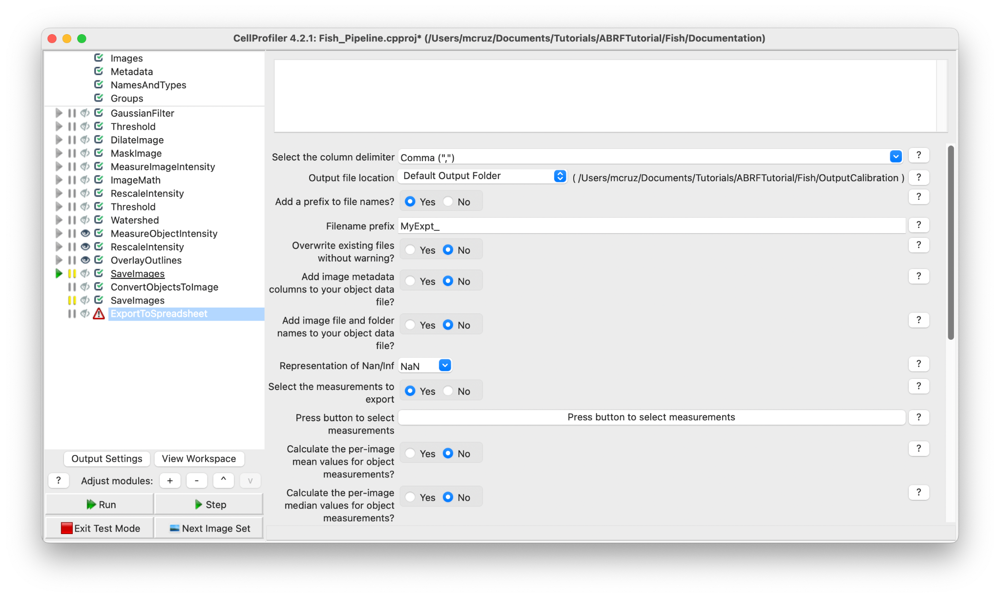 CellProfiler 4.2.1: Fish_Pipeline.cpproj* (/Users/mcruz/Documents/Tutorials/ABRFTutorial/Fish/Documentation)
Images
Metadata
NamesAndTypes
Groups
GaussianFilter
Threshold
DilateImage
MaskImage
MeasureImageIntensity
ImageMath
RescaleIntensity
Threshold
Watershed
MeasureObjectIntensity
RescaleIntensity
OverlayOutlines
SaveImages
ConvertObjectsToImage
SaveImages
ExportToSpreadsheet
Output Settings
View Workspace
? Adjust modules: + - ^ v
Run
Step
Exit Test Mode
Next Image Set
Select the column delimiter Comma (",") ?
Output file location Default Output Folder ( /Users/mcruz/Documents/Tutorials/ABRFTutorial/Fish/OutputCalibration ) ?
Add a prefix to file names? Yes No ?
Filename prefix MyExpt_ ?
Overwrite existing files
without warning?
Yes No ?
Add image metadata
columns to your object data
file?
Yes No ?
Add image file and folder
names to your object data
file?
Yes No ?
Representation of Nan/Inf NaN ?
Select the measurements to
export
Yes No ?
Press button to select
measurements
Press button to select measurements ?
Calculate the per-image
mean values for object
measurements?
Yes No ?
Calculate the per-image
median values for object
measurements?
Yes No ?